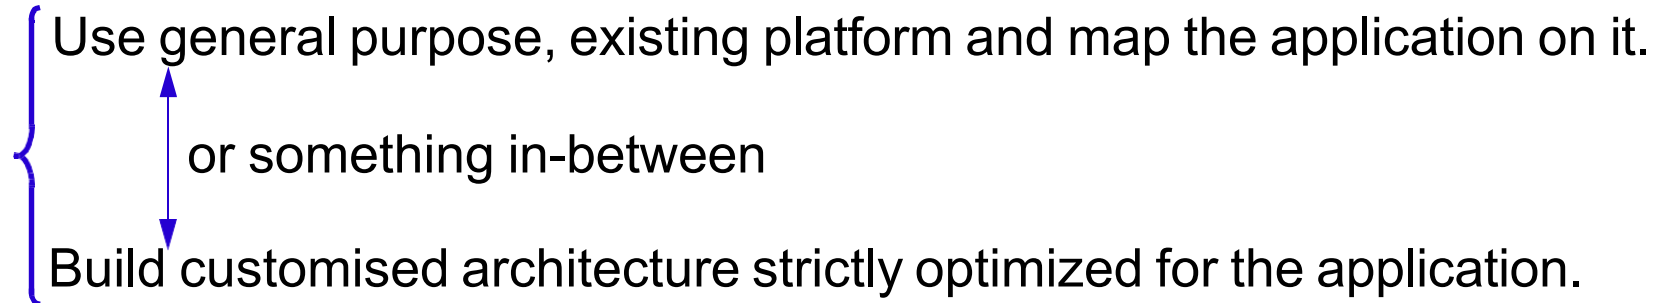 Use general purpose, existing platform and map the application on it.
or something in-between
Build customised architecture strictly optimized for the application.